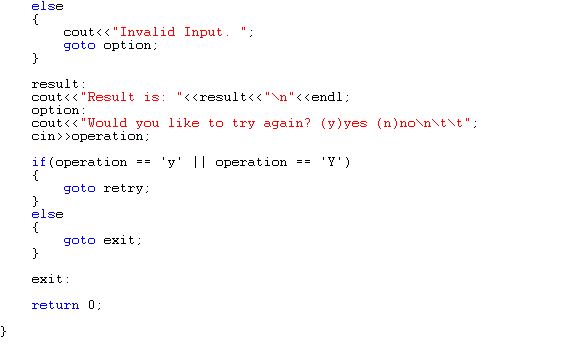 else
{
cout<<"Invalid Input. ";
goto option;
}
result:
cout<<"Result is: "<<result<<"\n"<<endl;
option:
cout<<"Would you like to try again? (y)yes (n)no\n\t\t";
cin>>operation;
if(operation == 'y' || operation == 'Y')
{
goto retry;
}
else
{
goto exit;
}
exit:
return 0;
}